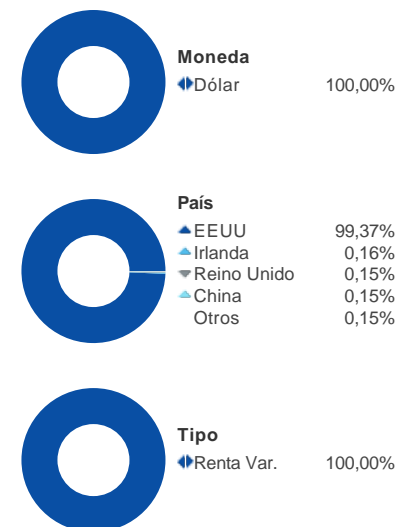 Moneda
Dólar 100,00%
País
EEUU 99,37%
Irlanda 0,16%
Reino Unido 0,15%
China 0,15%
Otros 0,15%
Tipo
Renta Var. 100,00%